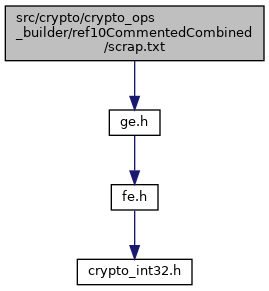 src/crypto/crypto_ops
_builder/ref10CommentedCombined
/scrap.txt
ge.h
fe.h
crypto_int32.h